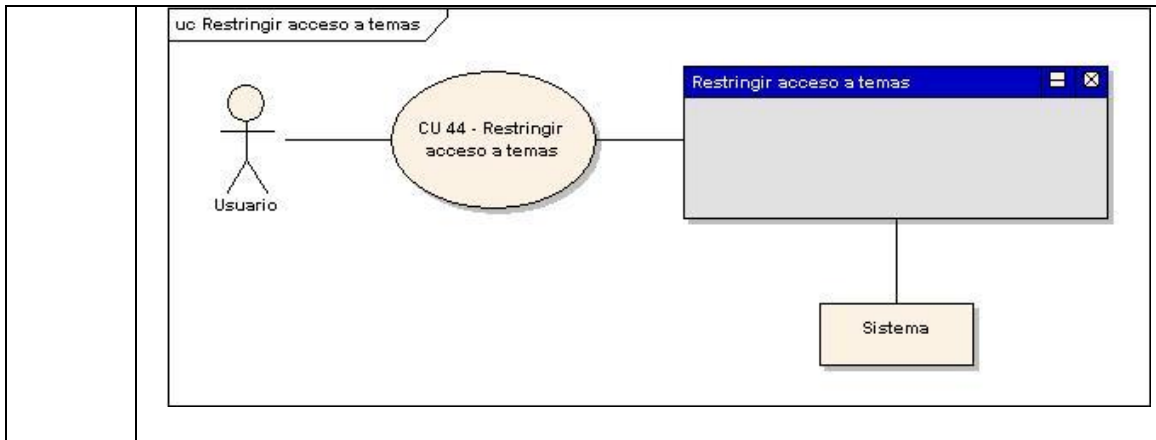 uc Restringir acceso a temas
Restringir acceso a temas
CU 44 - Restringir
acceso a temas
Usuario
Sistema